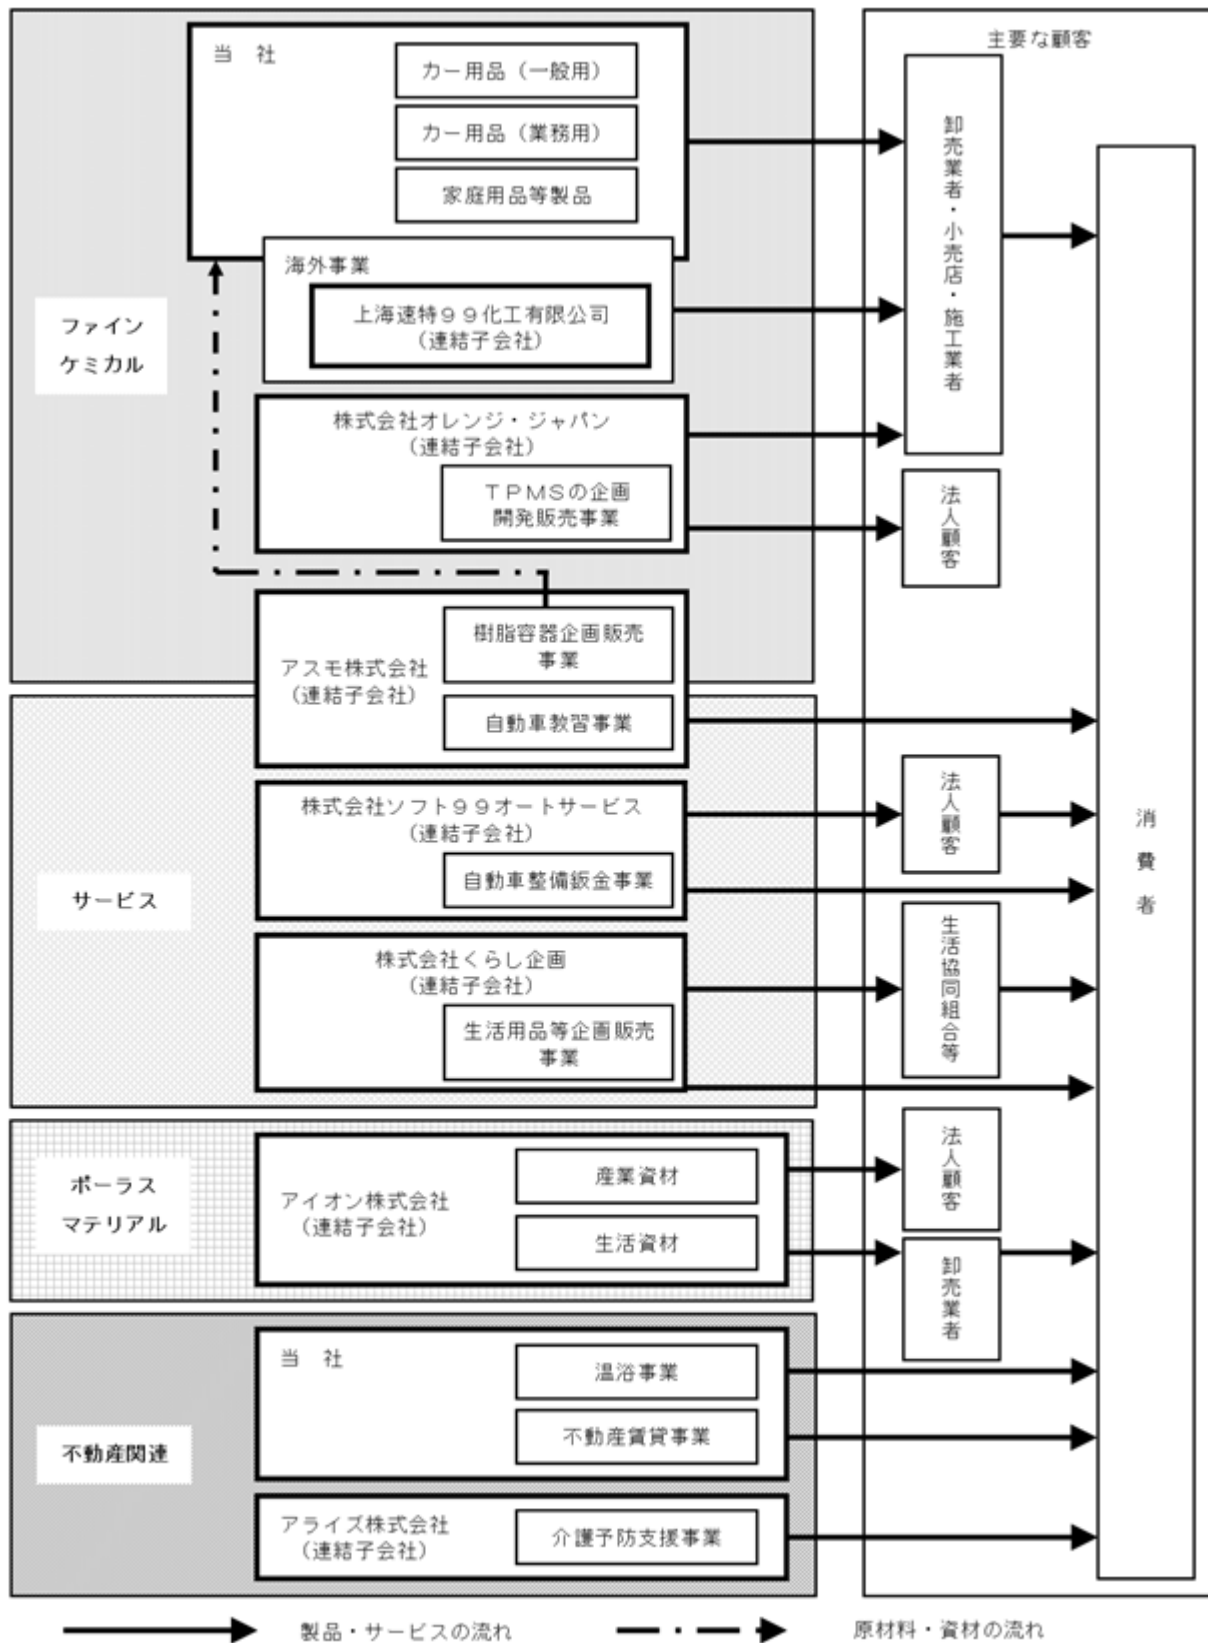 当　社
カー用品（一般用）
カー用品（業務用）
家庭用品等製品
海外事業
上海速特９９化工有限公司
（連結子会社）
ファイン
ケミカル
株式会社オレンジ・ジャパン
（連結子会社）
ＴＰＭＳの企画
開発販売事業
アスモ株式会社
（連結子会社）
樹脂容器企画販売
事業
自動車教習事業
サービス
株式会社ソフト９９オートサービス
（連結子会社）
自動車整備鈑金事業
株式会社くらし企画
（連結子会社）
生活用品等企画販売
事業
ポーラス
マテリアル
アイオン株式会社
（連結子会社）
産業資材
生活資材
不動産関連
当　社
温浴事業
不動産賃貸事業
アライズ株式会社
（連結子会社）
介護予防支援事業
主要な顧客
卸売業者・小売店・施工業者
法人顧客
法人顧客
生活協同組合等
法人顧客
卸売業者
消費者
製品・サービスの流れ
原材料・資材の流れ